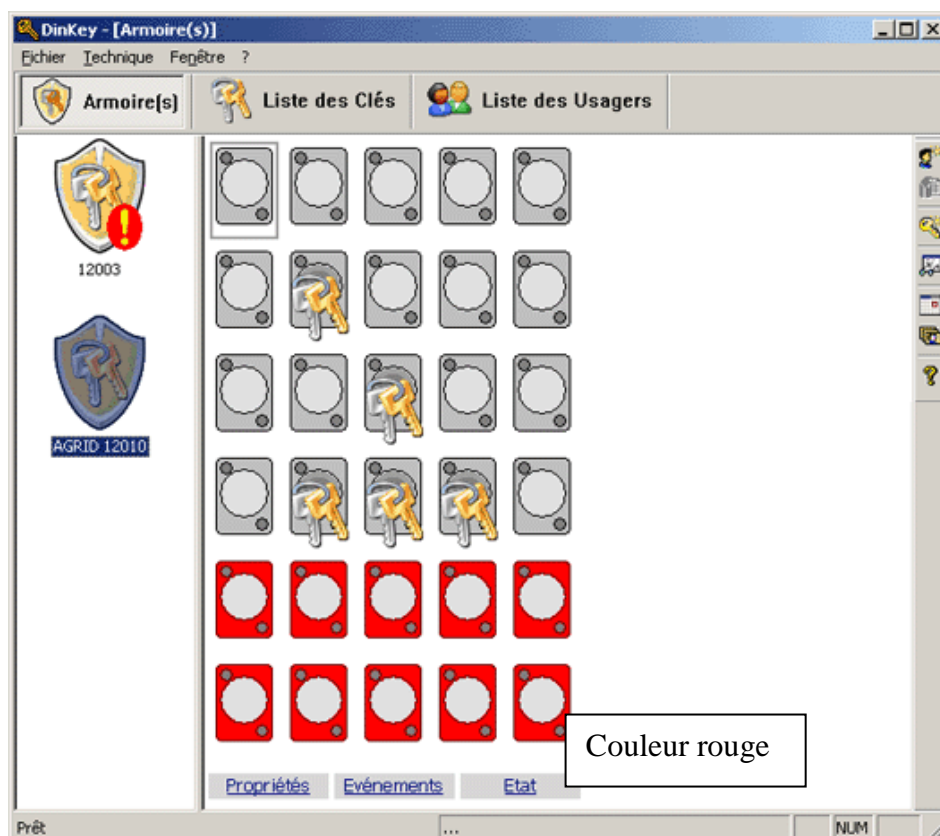 DinKey - [Armoire(s)]
Fichier Technique Fenêtre ?
Armoire(s) Liste des Clés Liste des Usagers
12003
AGRID 12010
Couleur rouge
Propriétés Evénements Etat
Prêt ... NUM